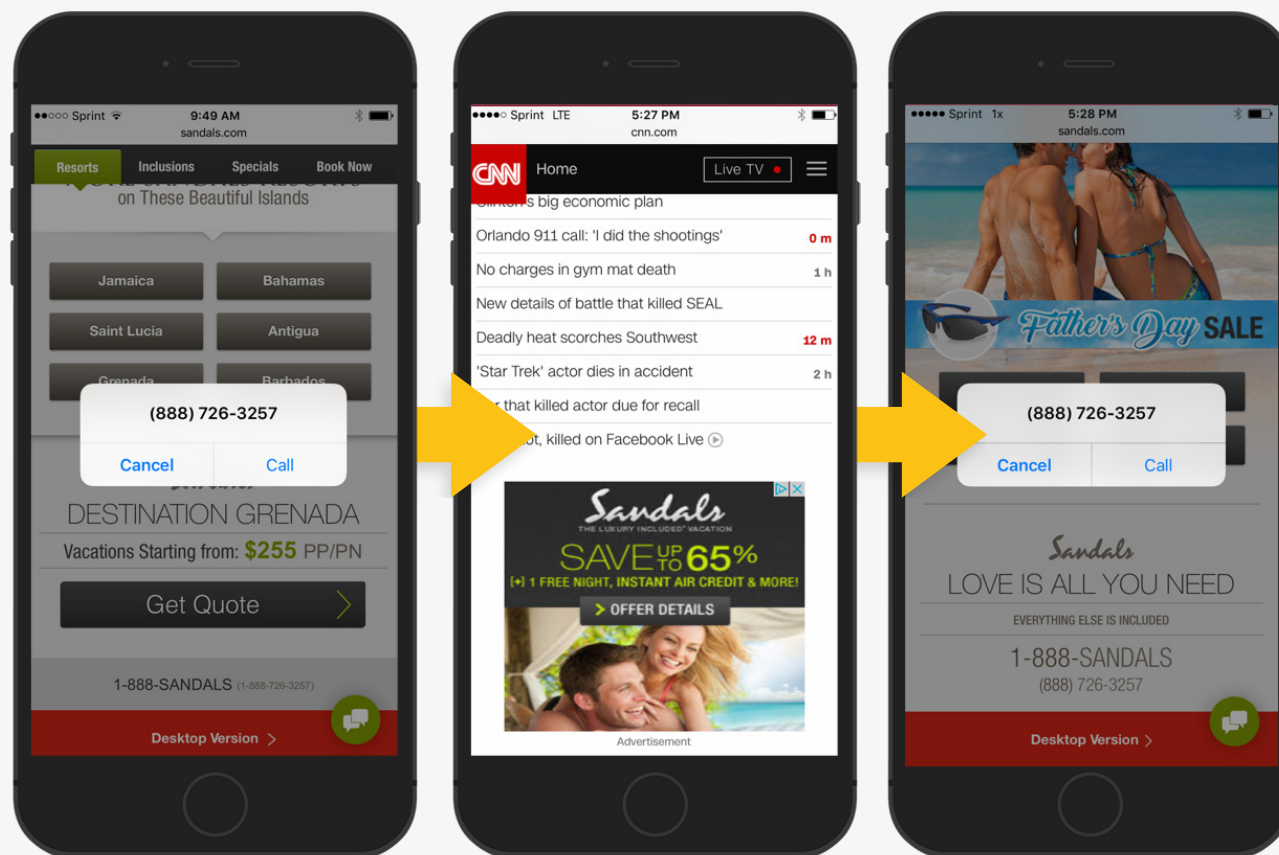 Sprint 9:49 AM
sandals.com
Resorts Inclusions Specials Book Now
on These Beautiful Islands
Jamaica Bahamas
Saint Lucia Antigua
Grenada Barbados
(888) 726-3257
Cancel Call
DESTINATION GRENADA
Vacations Starting from: $255 PP/PN
Get Quote
1-888-SANDALS (1-888-726-3257)
Desktop Version
Sprint LTE 5:27 PM
cnn.com
CNN Home Live TV
Clinton's big economic plan
Orlando 911 call: 'I did the shootings' 0 m
No charges in gym mat death 1 h
New details of battle that killed SEAL
Deadly heat scorches Southwest 12 m
'Star Trek' actor dies in accident 2 h
that killed actor due for recall
killed on Facebook Live
Sandals
THE LUXURY INCLUDED® VACATION
SAVE UP TO 65%
[+] 1 FREE NIGHT, INSTANT AIR CREDIT & MORE!
OFFER DETAILS
Advertisement
Sprint 1x 5:28 PM
sandals.com
Father's Day SALE
(888) 726-3257
Cancel Call
Sandals
LOVE IS ALL YOU NEED
EVERYTHING ELSE IS INCLUDED
1-888-SANDALS
(888) 726-3257
Desktop Version